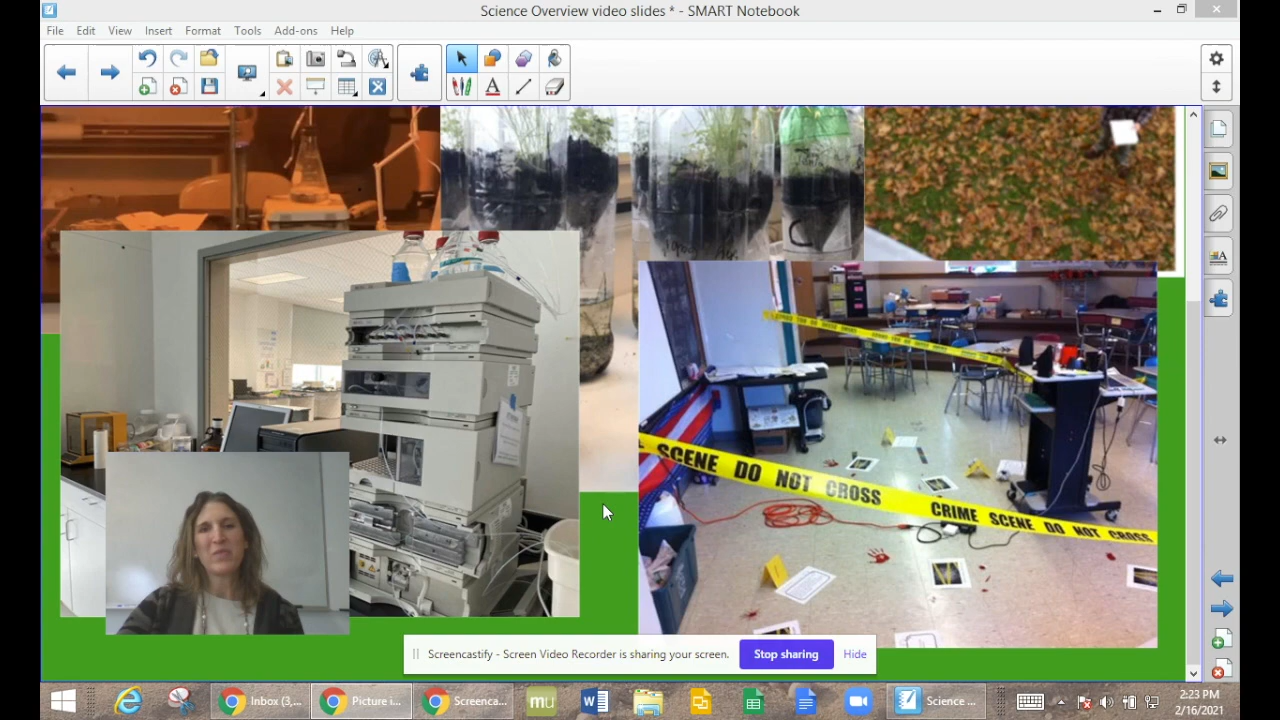 Science Overview video slides * - SMART Notebook
File Edit View Insert Format Tools Add-ons Help
C
SCENE DO NOT CROSS CRIME SCENE DO NOT CROSS
Screencastify - Screen Video Recorder is sharing your screen. Stop sharing Hide
Inbox (3,... Picture i... Screenca... mu Science ...
2:23 PM
2/16/2021